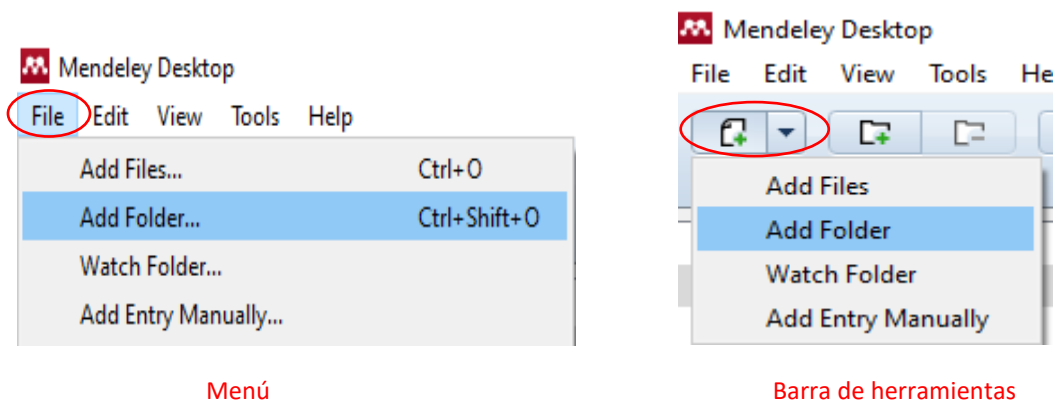 Mendeley Desktop
File Edit View Tools Help
Add Files... Ctrl+O
Add Folder... Ctrl+Shift+O
Watch Folder...
Add Entry Manually...
Menú
Mendeley Desktop
File Edit View Tools He
Add Files
Add Folder
Watch Folder
Add Entry Manually
Barra de herramientas